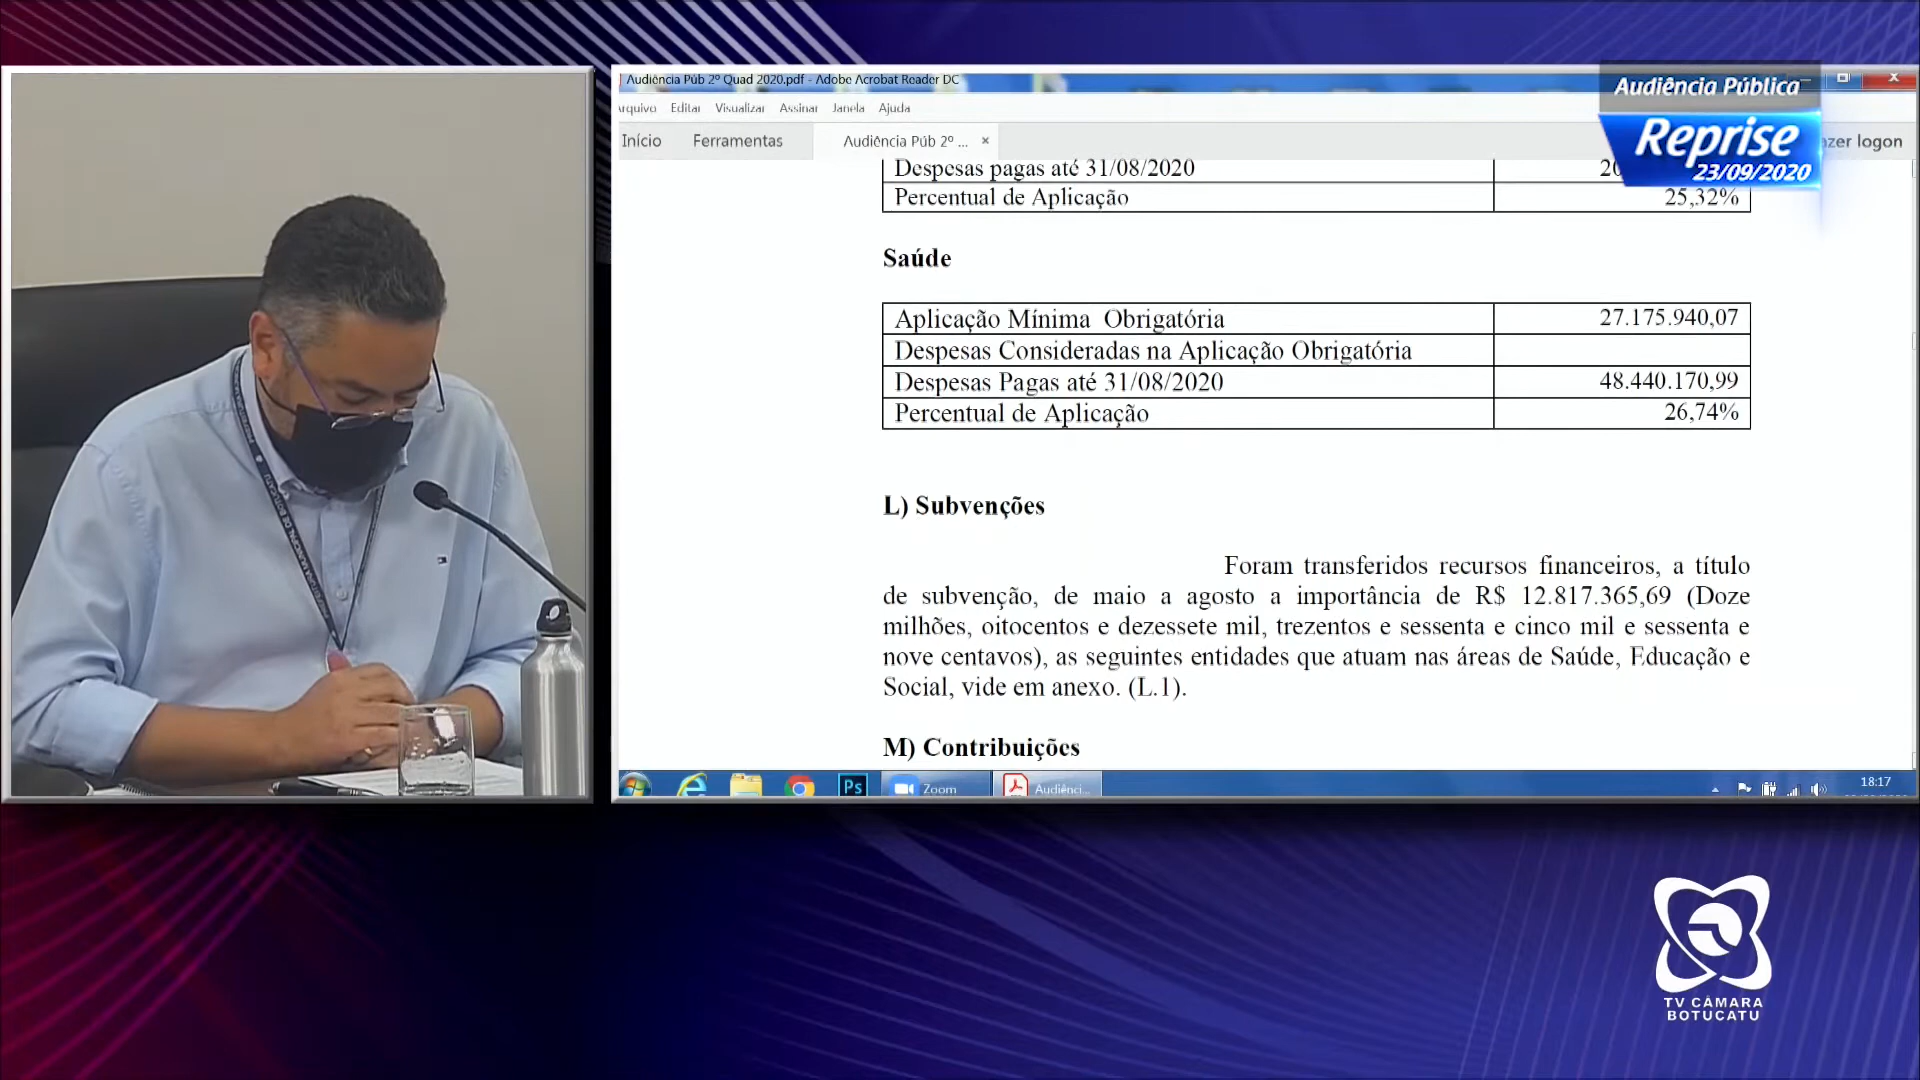 Audiência Púb 2º Quad 2020.pdf - Adobe Acrobat Reader DC
Audiência Pública
Reprise
23/09/2020
rquivo Editar Visualizar Assinar Janela Ajuda
Início Ferramentas Audiência Púb 2º ... × azer logon
Despesas pagas até 31/08/2020 20
Percentual de Aplicação 25,32%
Saúde
Aplicação Mínima Obrigatória 27.175.940,07
Despesas Consideradas na Aplicação Obrigatória
Despesas Pagas até 31/08/2020 48.440.170,99
Percentual de Aplicação 26,74%
L) Subvenções
Foram transferidos recursos financeiros, a título
de subvenção, de maio a agosto a importância de R$ 12.817.365,69 (Doze
milhões, oitocentos e dezessete mil, trezentos e sessenta e cinco mil e sessenta e
nove centavos), as seguintes entidades que atuam nas áreas de Saúde, Educação e
Social, vide em anexo. (L.1).
M) Contribuições
Ps Zoom Audiênci... 18:17
TV CÂMARA
BOTUCATU